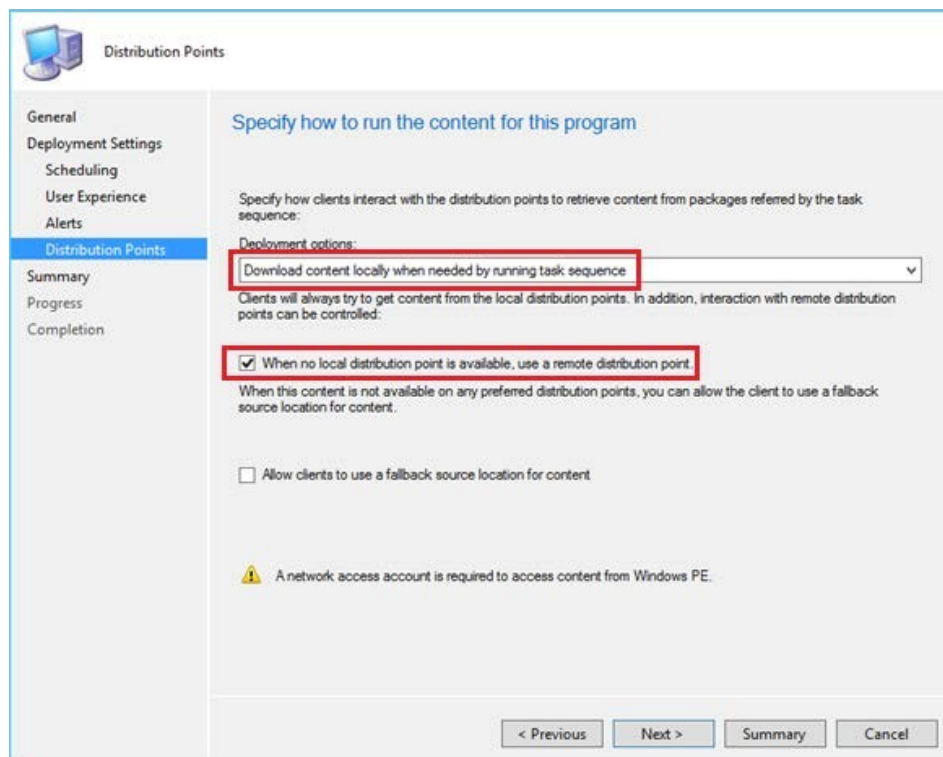 Distribution Points
General
Deployment Settings
Scheduling
User Experience
Alerts
Distribution Points
Summary
Progress
Completion
Specify how to run the content for this program
Specify how clients interact with the distribution points to retrieve content from packages referred by the task
sequence:
Deployment options:
Download content locally when needed by running task sequence
Clients will always try to get content from the local distribution points. In addition, interaction with remote distribution
points can be controlled:
When no local distribution point is available, use a remote distribution point.
When this content is not available on any preferred distribution points, you can allow the client to use a fallback
source location for content.
Allow clients to use a fallback source location for content
A network access account is required to access content from Windows PE.
< Previous
Next >
Summary
Cancel